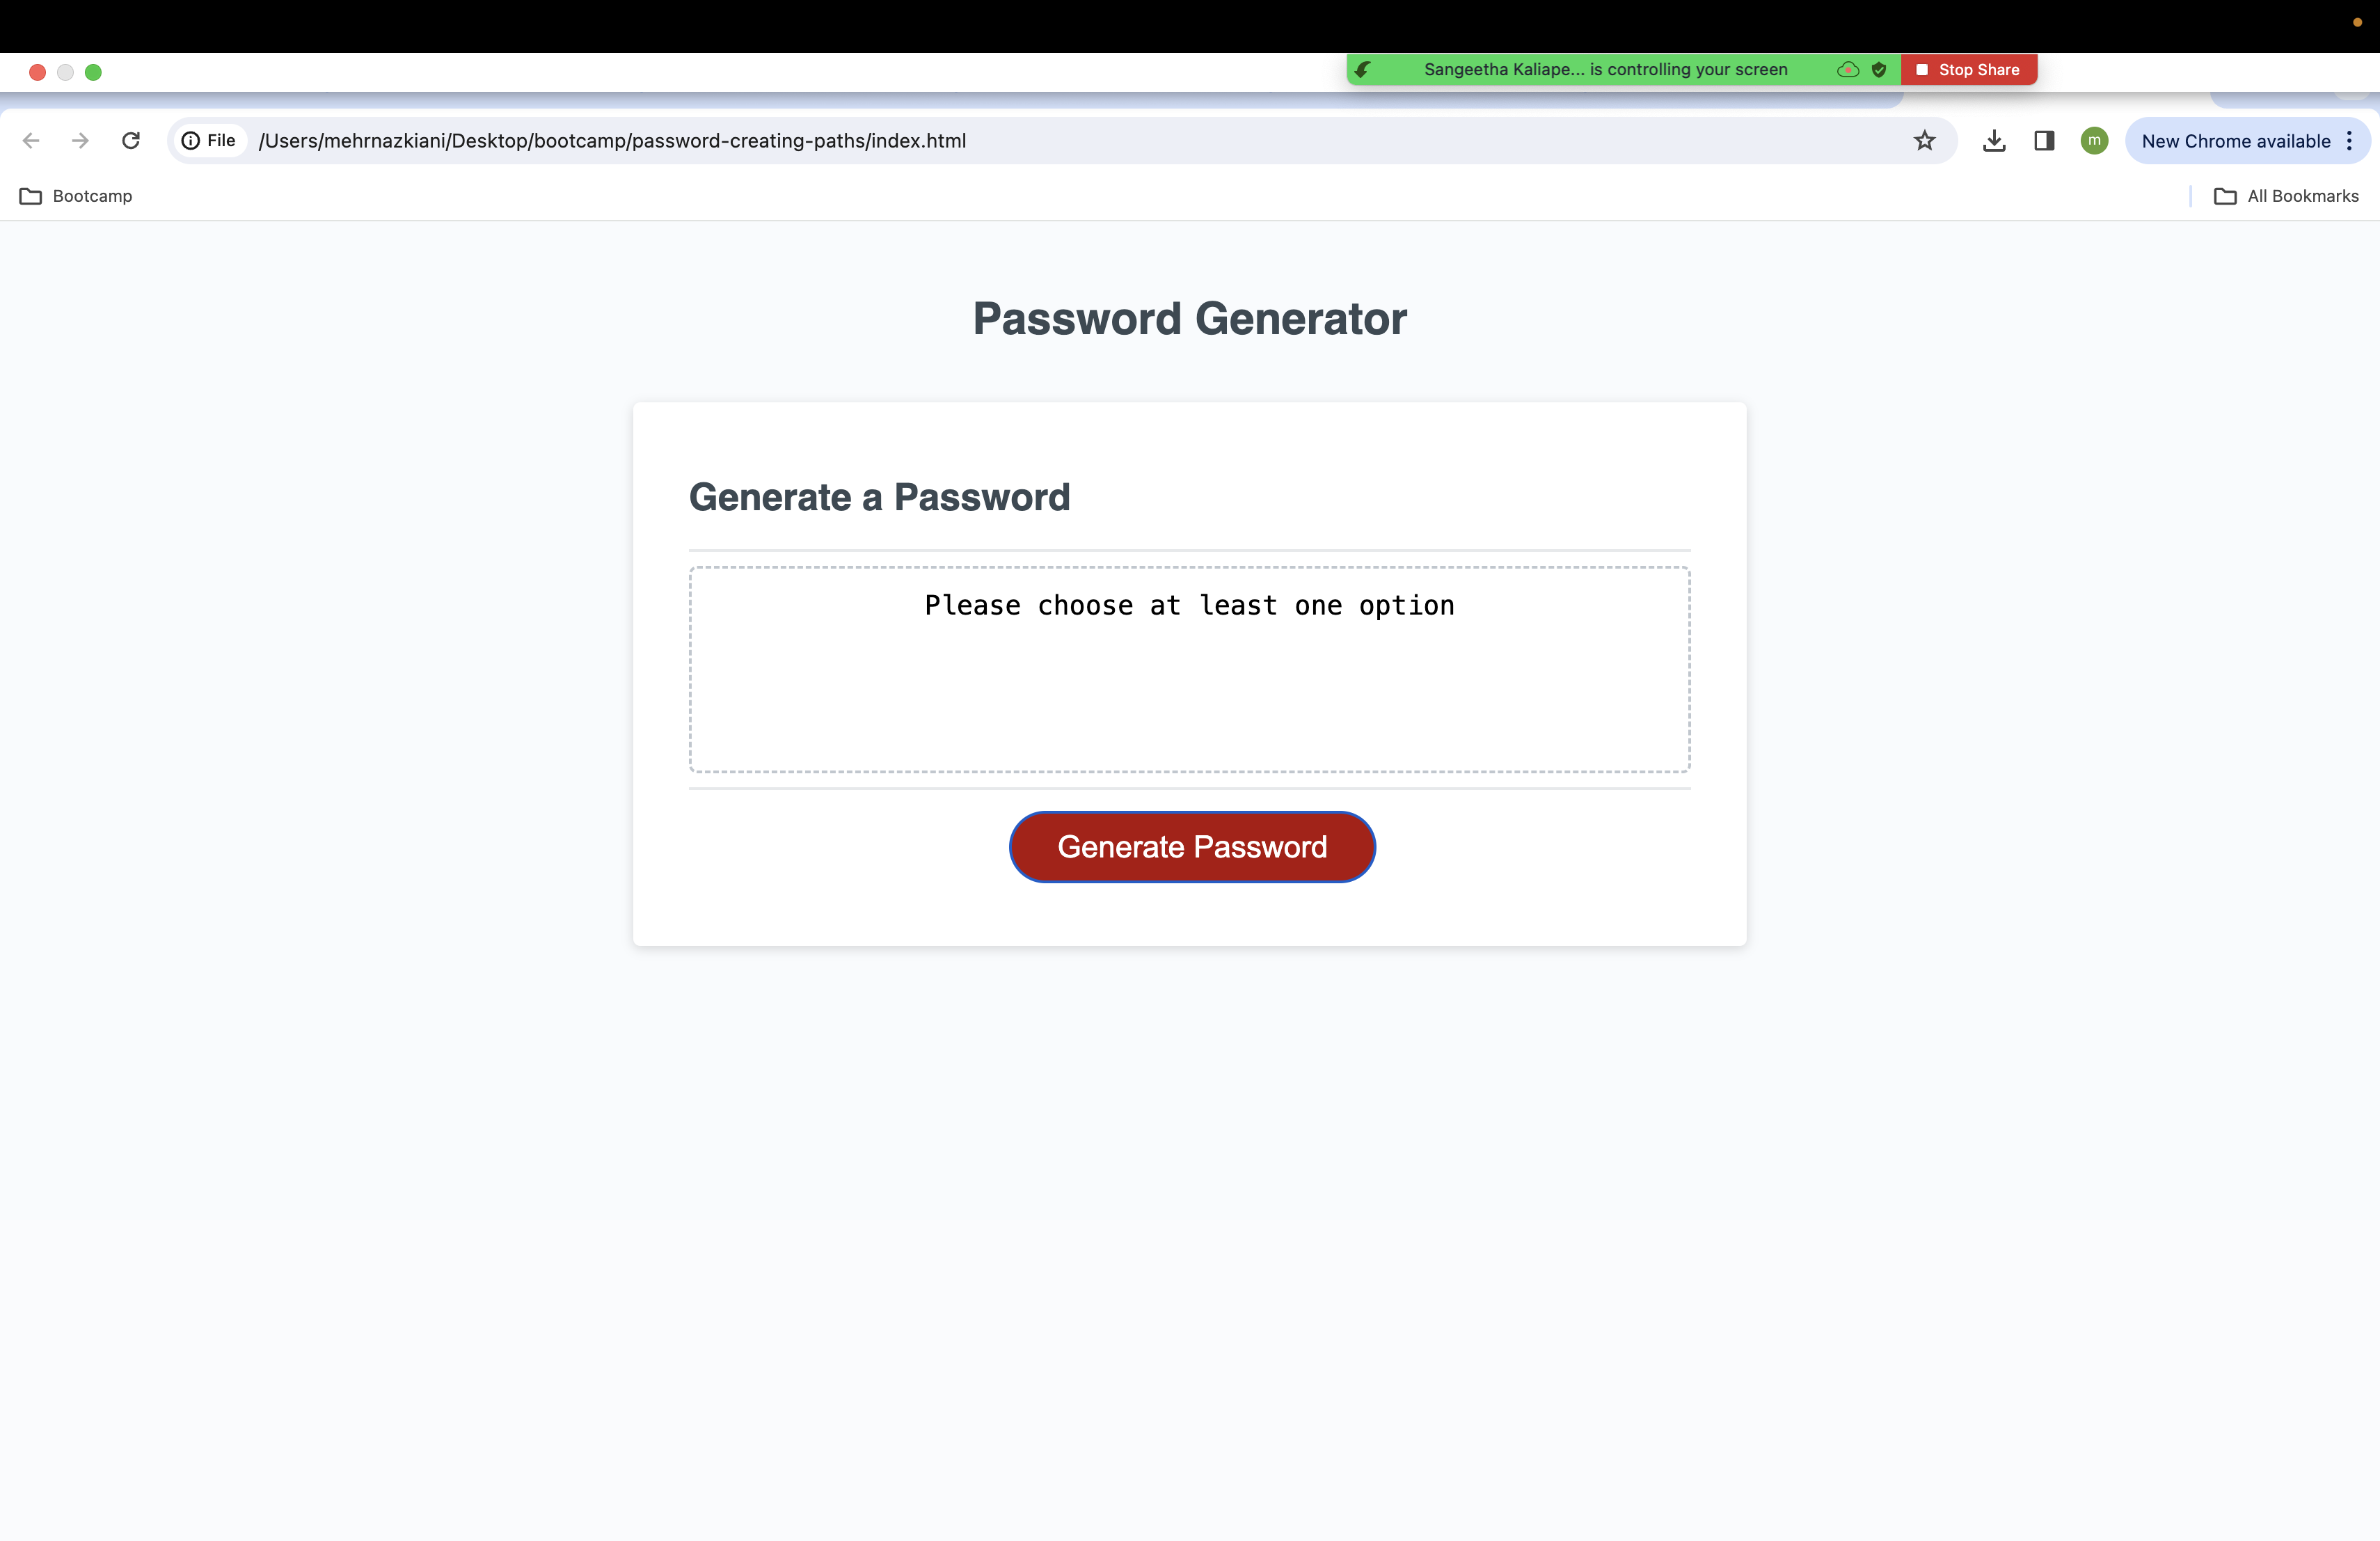 Sangeetha Kaliape... is controlling your screen Stop Share
File /Users/mehrnazkiani/Desktop/bootcamp/password-creating-paths/index.html m New Chrome available
Bootcamp All Bookmarks
Password Generator
Generate a Password
Please choose at least one option
Generate Password